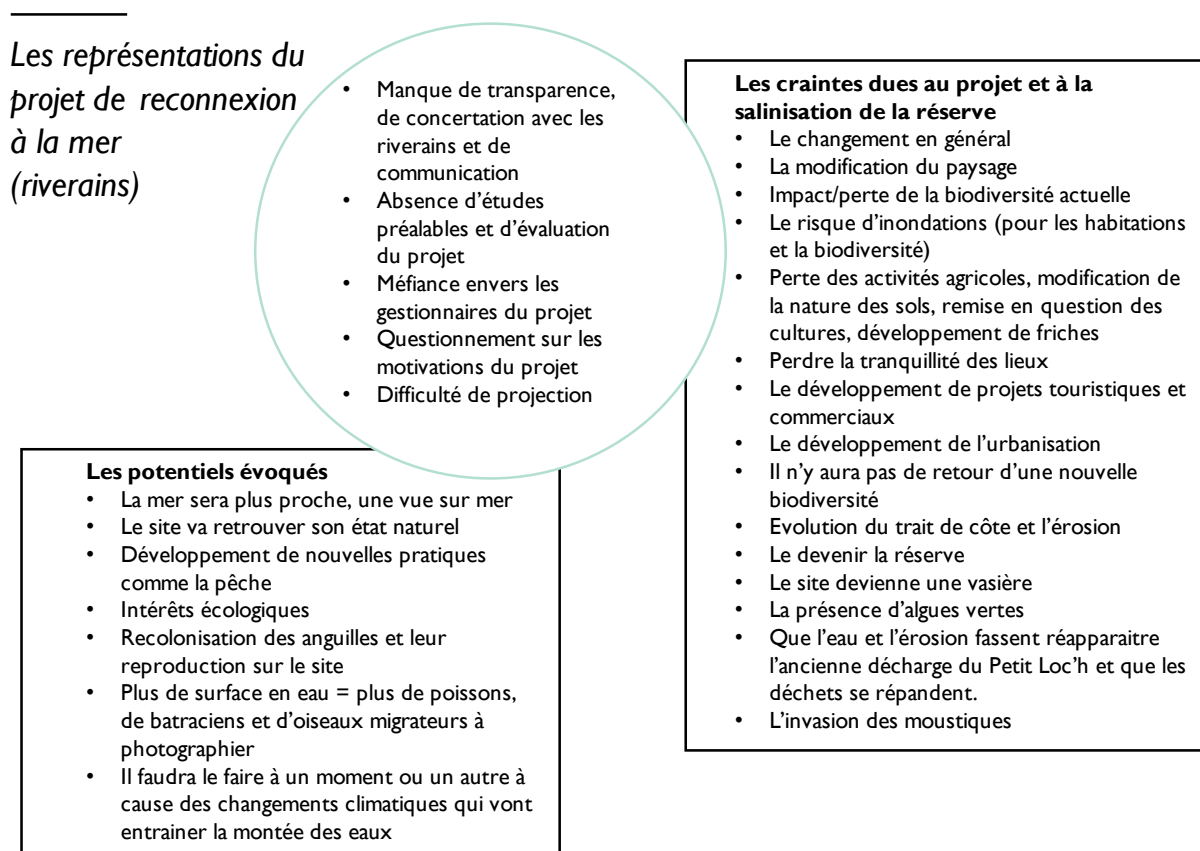 Les représentations du
projet de reconnexion
à la mer
(riverains)
• Manque de transparence,
de concertation avec les
riverains et de
communication
• Absence d'études
préalables et d'évaluation
du projet
• Méfiance envers les
gestionnaires du projet
• Questionnement sur les
motivations du projet
• Difficulté de projection
Les craintes dues au projet et à la
salinisation de la réserve
• Le changement en général
• La modification du paysage
• Impact/perte de la biodiversité actuelle
• Le risque d'inondations (pour les habitations
et la biodiversité)
• Perte des activités agricoles, modification de
la nature des sols, remise en question des
cultures, développement de friches
• Perdre la tranquillité des lieux
• Le développement de projets touristiques et
commerciaux
• Le développement de l'urbanisation
• Il n'y aura pas de retour d'une nouvelle
biodiversité
• Evolution du trait de côte et l'érosion
• Le devenir la réserve
• Le site devienne une vasière
• La présence d'algues vertes
• Que l'eau et l'érosion fassent réapparaitre
l'ancienne décharge du Petit Loc'h et que les
déchets se répandent.
• L'invasion des moustiques
Les potentiels évoqués
• La mer sera plus proche, une vue sur mer
• Le site va retrouver son état naturel
• Développement de nouvelles pratiques
comme la pêche
• Intérêts écologiques
• Recolonisation des anguilles et leur
reproduction sur le site
• Plus de surface en eau = plus de poissons,
de batraciens et d'oiseaux migrateurs à
photographier
• Il faudra le faire à un moment ou un autre à
cause des changements climatiques qui vont
entrainer la montée des eaux